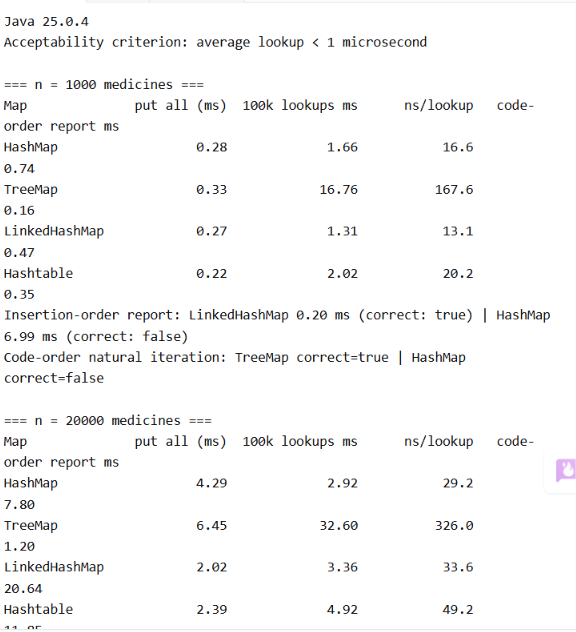 Java 25.0.4
Acceptability criterion: average lookup < 1 microsecond
=== n = 1000 medicines ===
Map put all (ms) 100k lookups ms ns/lookup code-
order report ms
HashMap 0.28 1.66 16.6
0.74
TreeMap 0.33 16.76 167.6
0.16
LinkedHashMap 0.27 1.31 13.1
0.47
Hashtable 0.22 2.02 20.2
0.35
Insertion-order report: LinkedHashMap 0.20 ms (correct: true) | HashMap
6.99 ms (correct: false)
Code-order natural iteration: TreeMap correct=true | HashMap
correct=false
=== n = 20000 medicines ===
Map put all (ms) 100k lookups ms ns/lookup code-
order report ms
HashMap 4.29 2.92 29.2
7.80
TreeMap 6.45 32.60 326.0
1.20
LinkedHashMap 2.02 3.36 33.6
20.64
Hashtable 2.39 4.92 49.2